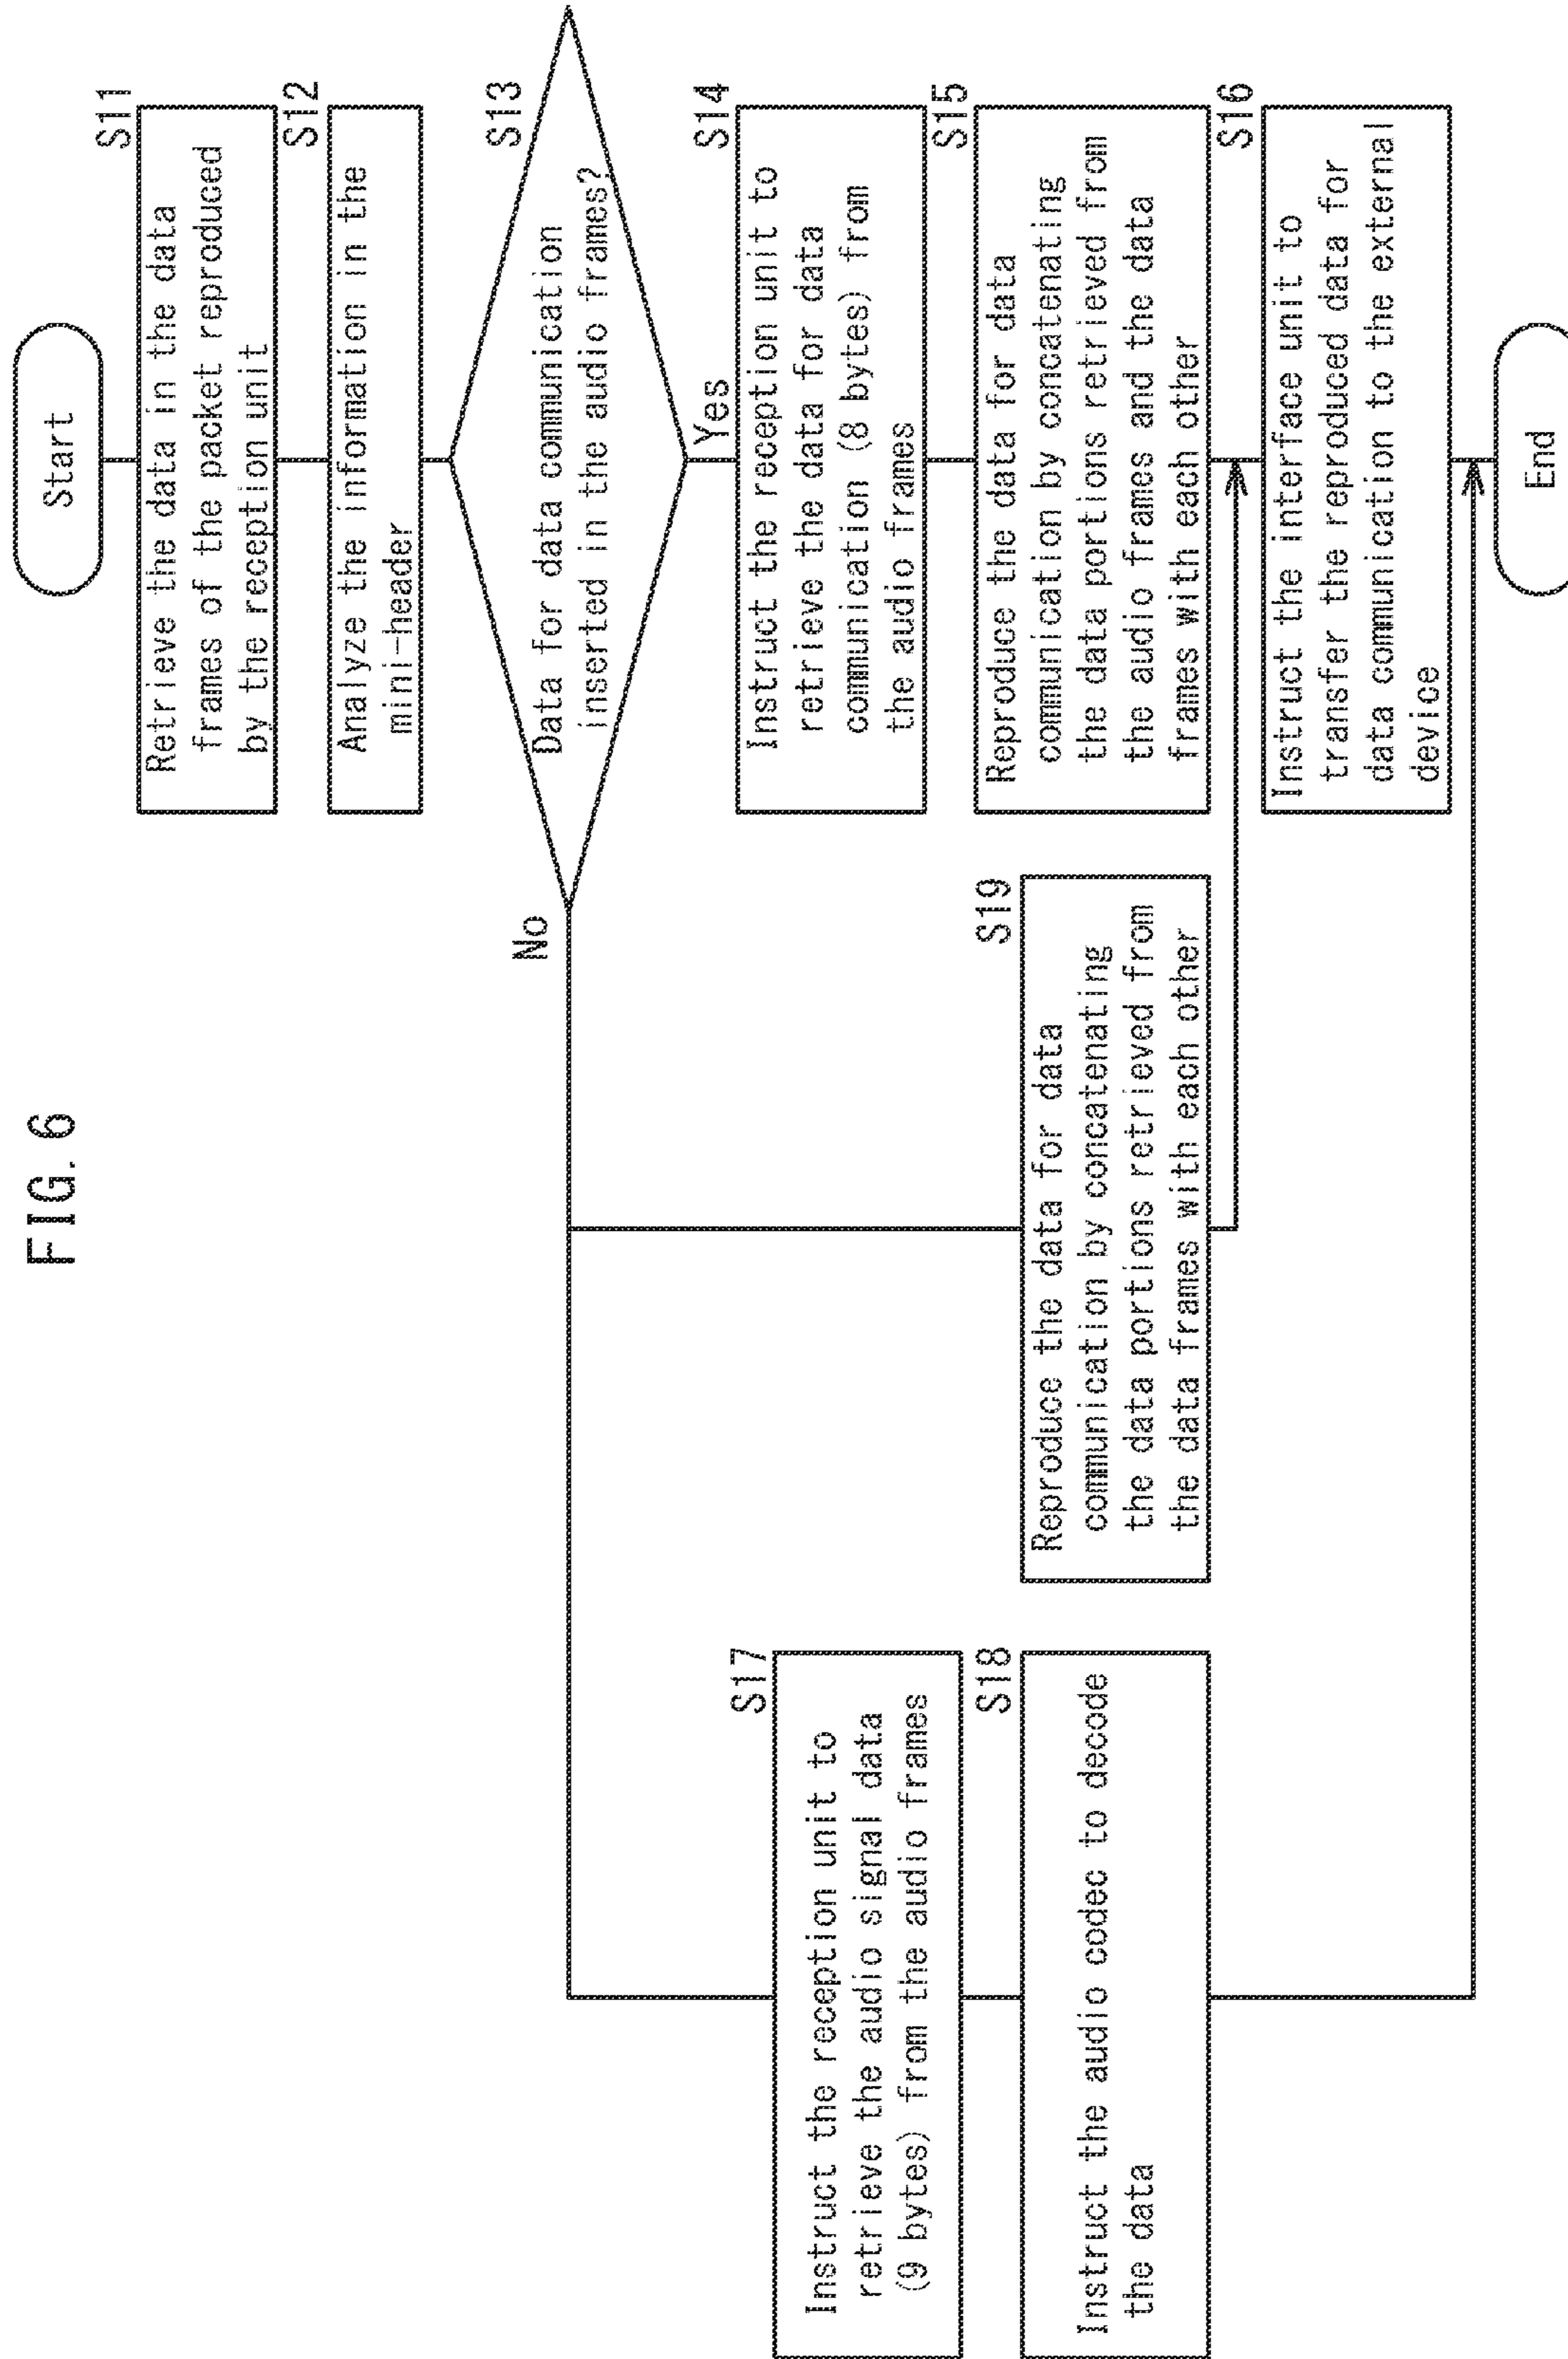 FIG. 6
Start
S11
Retrieve the data in the data
frames of the packet reproduced
by the reception unit
S12
Analyze the information in the
mini-header
S13
Data for data communication
inserted in the audio frames?
No
Yes
S14
Instruct the reception unit to
retrieve the data for data
communication (8 bytes) from
the audio frames
S15
Reproduce the data for data
communication by concatenating
the data portions retrieved from
the audio frames and the data
frames with each other
S16
Instruct the interface unit to
transfer the reproduced data for
data communication to the external
device
S17
Instruct the reception unit to
retrieve the audio signal data
(9 bytes) from the audio frames
S18
Instruct the audio codec to decode
the data
S19
Reproduce the data for data
communication by concatenating
the data portions retrieved from
the data frames with each other
End